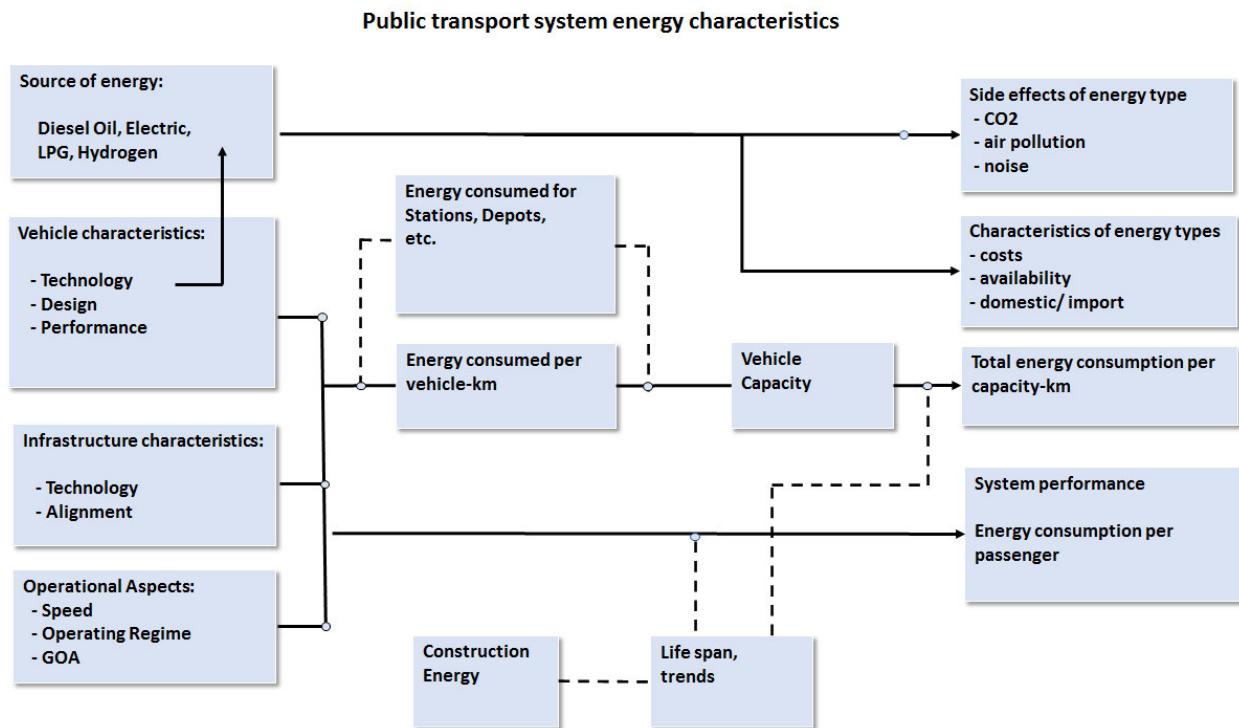 Public transport system energy characteristics
Source of energy:
Diesel Oil, Electric,
LPG, Hydrogen
Vehicle characteristics:
- Technology
- Design
- Performance
Infrastructure characteristics:
- Technology
- Alignment
Operational Aspects:
- Speed
- Operating Regime
- GOA
Energy consumed for
Stations, Depots,
etc.
Energy consumed per
vehicle-km
Vehicle
Capacity
Construction
Energy
Life span,
trends
Side effects of energy type
- CO2
- air pollution
- noise
Characteristics of energy types
- costs
- availability
- domestic/ import
Total energy consumption per
capacity-km
System performance
Energy consumption per
passenger